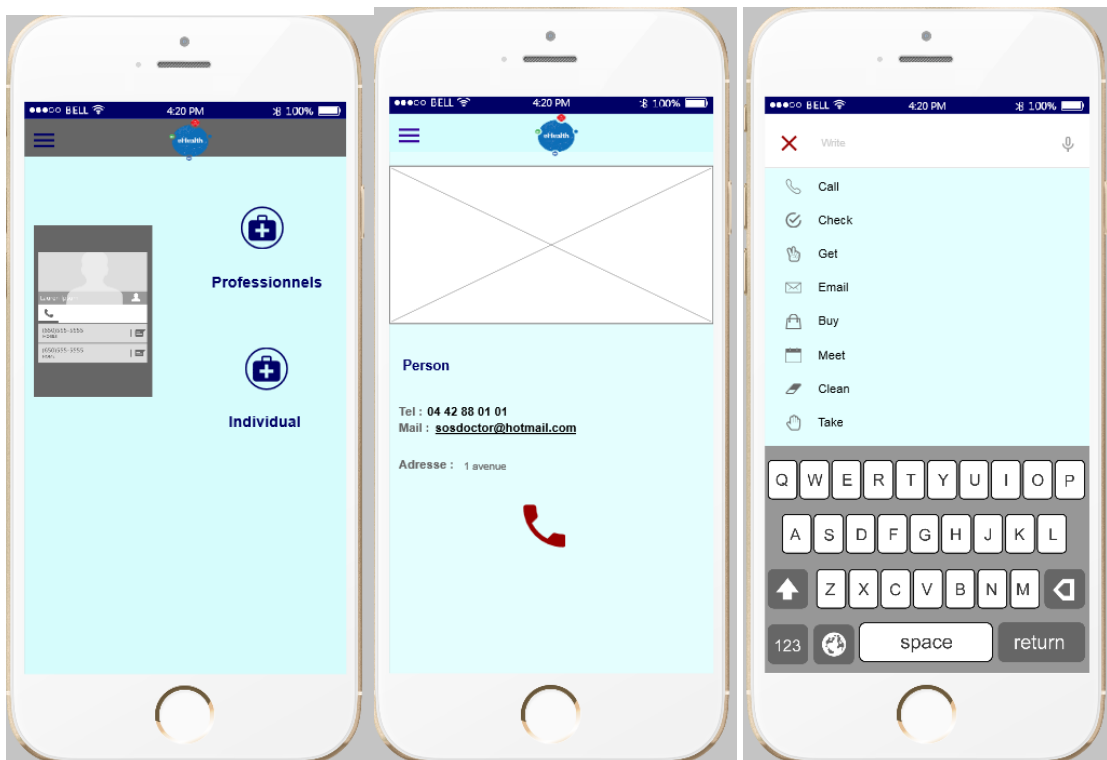 BELL 4:20 PM 100%
eHealth
Professionnels
Individual
BELL 4:20 PM 100%
eHealth
Person
Tel : 04 42 88 01 01
Mail : sosdoctor@hotmail.com
Adresse : 1 avenue
BELL 4:20 PM 100%
Write
Call
Check
Get
Email
Buy
Meet
Clean
Take
Q W E R T Y U I O P
A S D F G H J K L
Z X C V B N M
123 space return